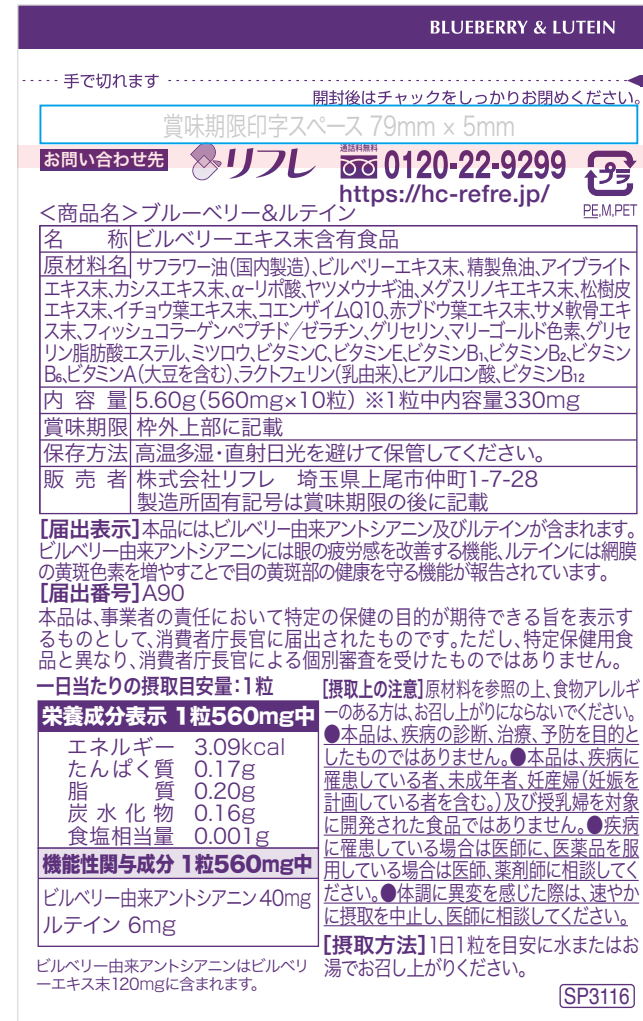 BLUEBERRY & LUTEIN
手で切れます
開封後はチャックをしっかりお閉めください。
賞味期限印字スペース 79mm × 5mm
お問い合わせ先 リフレ 通話料無料 0120-22-9299
https://hc-refre.jp/
プラ
PE,M,PET
<商品名>ブルーベリー&ルテイン
名称 ビルベリーエキス末含有食品
原材料名 サフラワー油(国内製造)、ビルベリーエキス末、精製魚油、アイブライト
エキス末、カシスエキス末、α-リポ酸、ヤツメウナギ油、メグスリノキエキス末、松樹皮
エキス末、イチョウ葉エキス末、コエンザイムQ10、赤ブドウ葉エキス末、サメ軟骨エキ
ス末、フィッシュコラーゲンペプチド/ゼラチン、グリセリン、マリーゴールド色素、グリセ
リン脂肪酸エステル、ミツロウ、ビタミンC、ビタミンE、ビタミンB₁、ビタミンB₂、ビタミン
B₆、ビタミンA(大豆を含む)、ラクトフェリン(乳由来)、ヒアルロン酸、ビタミンB₁₂
内容量 5.60g(560mg×10粒) ※1粒中内容量330mg
賞味期限 枠外上部に記載
保存方法 高温多湿・直射日光を避けて保管してください。
販売者 株式会社リフレ 埼玉県上尾市仲町1-7-28
製造所固有記号は賞味期限の後に記載
[届出表示]本品には、ビルベリー由来アントシアニン及びルテインが含まれます。
ビルベリー由来アントシアニンには眼の疲労感を改善する機能、ルテインには網膜
の黄斑色素を増やすことで目の黄斑部の健康を守る機能が報告されています。
[届出番号]A90
本品は、事業者の責任において特定の保健の目的が期待できる旨を表示す
るものとして、消費者庁長官に届出されたものです。ただし、特定保健用食
品と異なり、消費者庁長官による個別審査を受けたものではありません。
一日当たりの摂取目安量:1粒
栄養成分表示 1粒560mg中
エネルギー 3.09kcal
たんぱく質 0.17g
脂質 0.20g
炭水化物 0.16g
食塩相当量 0.001g
機能性関与成分 1粒560mg中
ビルベリー由来アントシアニン 40mg
ルテイン 6mg
ビルベリー由来アントシアニンはビルベリ
ーエキス末120mgに含まれます。
[摂取上の注意]原材料を参照の上、食物アレルギ
ーのある方は、お召し上がりにならないでください。
●本品は、疾病の診断、治療、予防を目的と
したものではありません。●本品は、疾病に
罹患している者、未成年者、妊産婦(妊娠を
計画している者を含む。)及び授乳婦を対象
に開発された食品ではありません。●疾病
に罹患している場合は医師に、医薬品を服
用している場合は医師、薬剤師に相談してく
ださい。●体調に異変を感じた際は、速やか
に摂取を中止し、医師に相談してください。
[摂取方法]1日1粒を目安に水またはお
湯でお召し上がりください。
SP3116